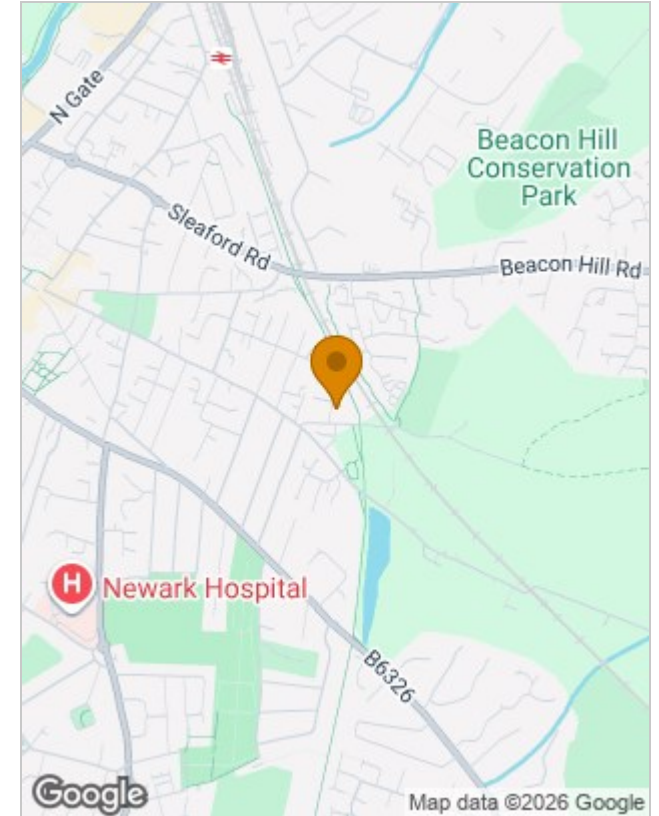 N Gate
Beacon Hill
Conservation
Park
Sleaford Rd
Beacon Hill Rd
H
Newark Hospital
B6326
Google
Map data ©2026 Google